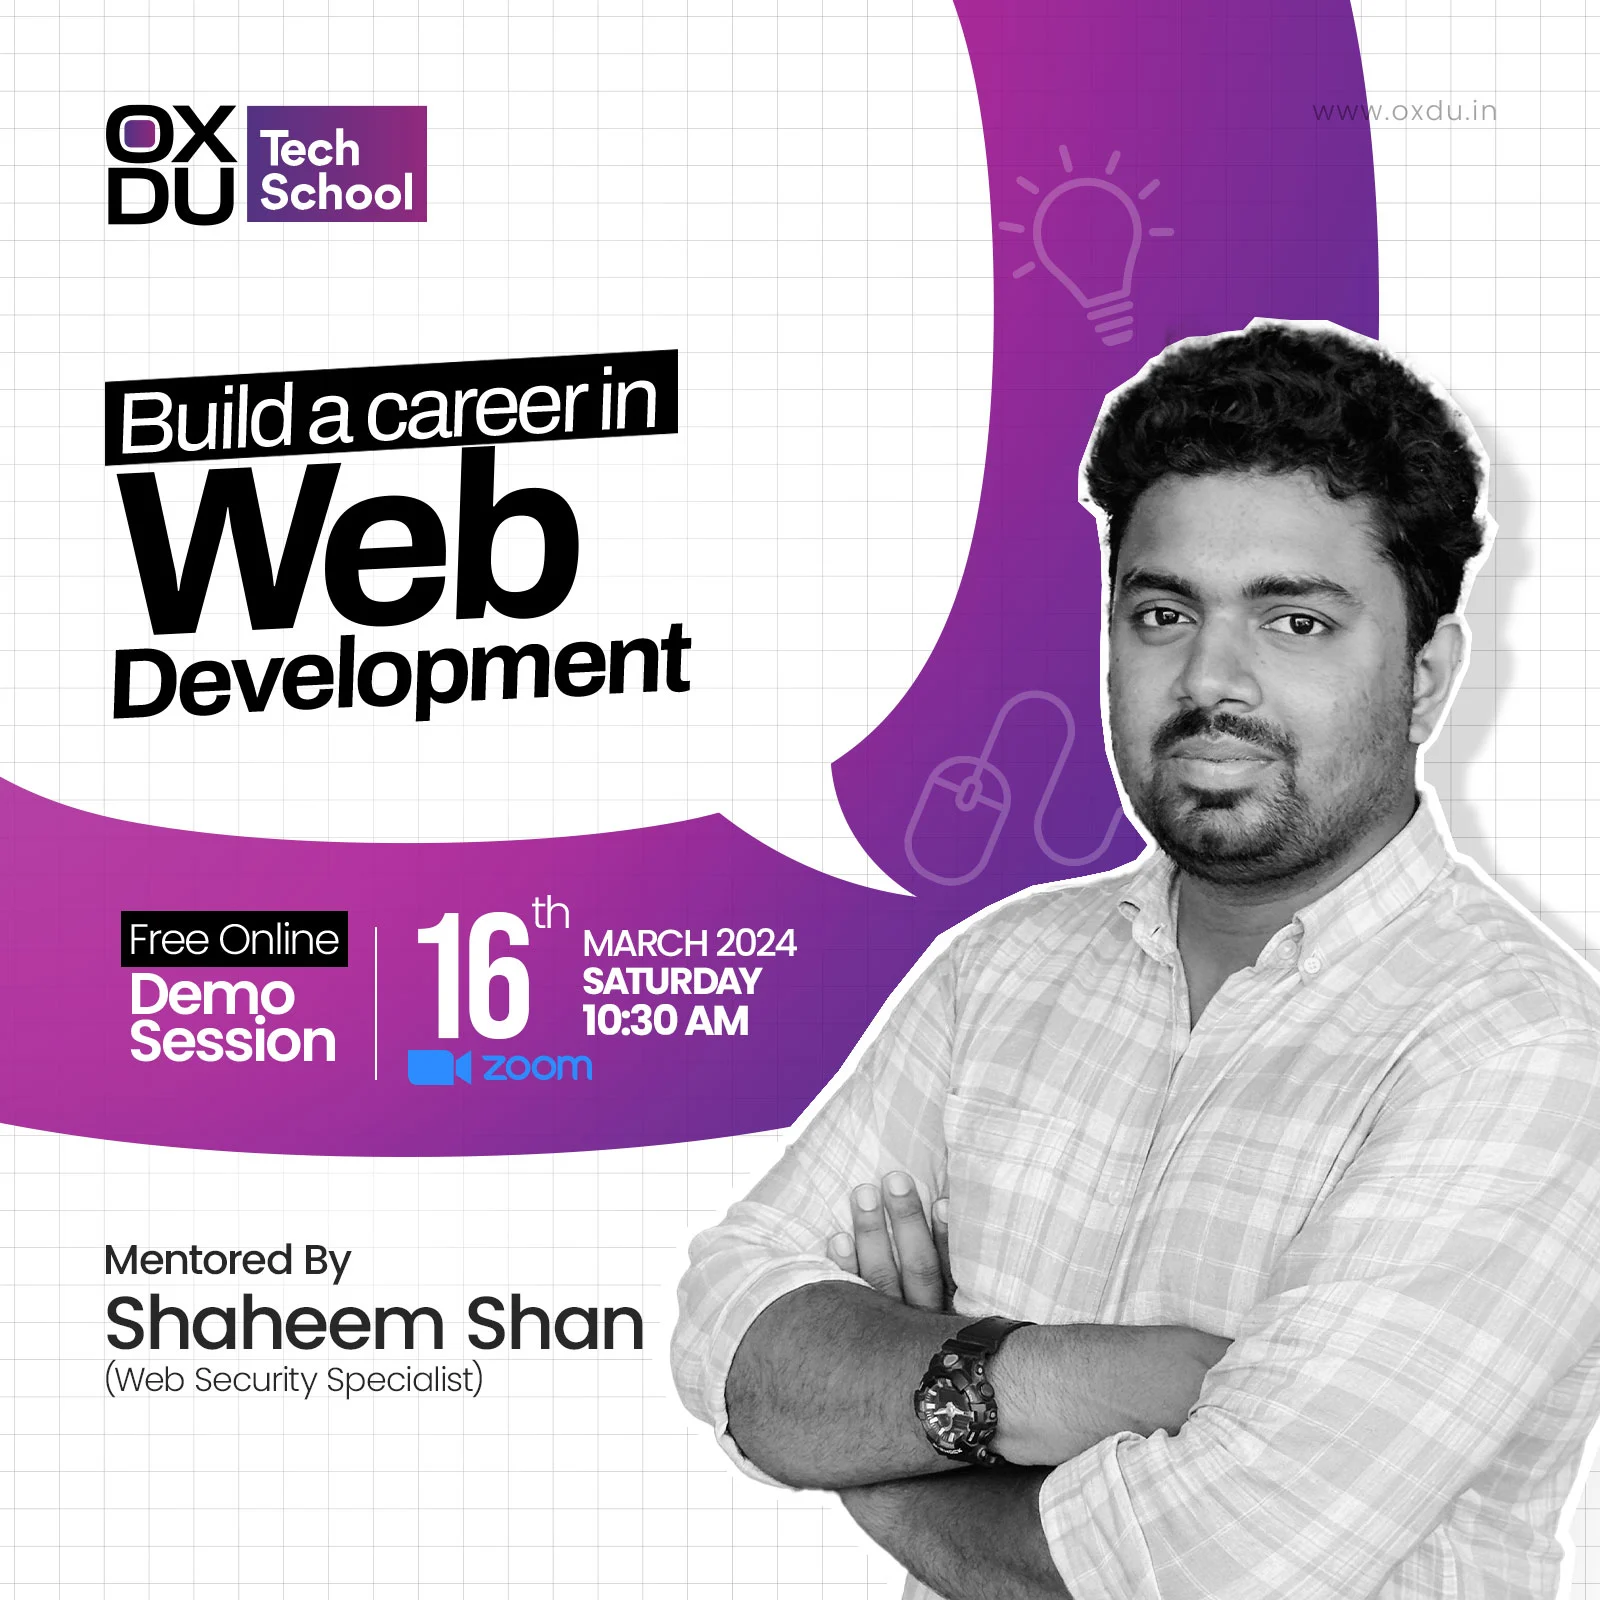 OX
DU
Tech
School
www.oxdu.in
Build a career in
Web
Development
Free Online
Demo
Session
16th
MARCH 2024
SATURDAY
10:30 AM
zoom
Mentored By
Shaheem Shan
(Web Security Specialist)